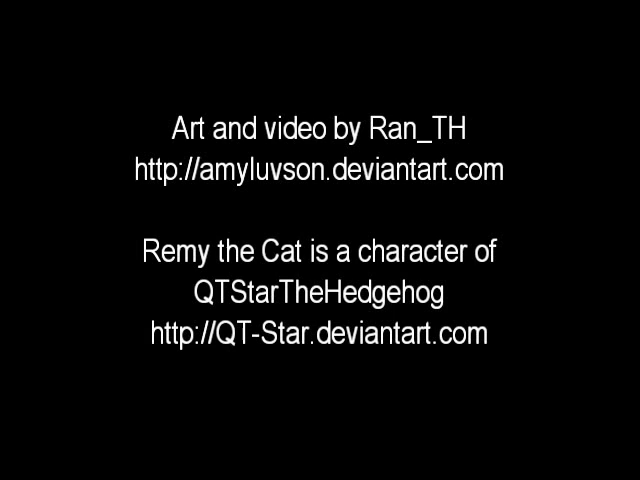 Art and video by Ran_TH
http://amyluvson.deviantart.com
Remy the Cat is a character of
QTStarTheHedgehog
http://QT-Star.deviantart.com